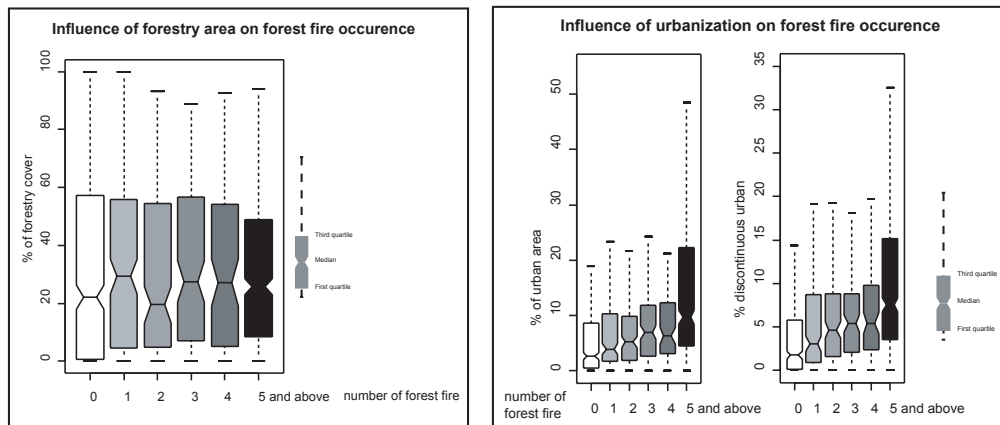 Influence of forestry area on forest fire occurence
% of forestry cover
100
80
60
40
20
0
Third quartile
Median
First quartile
0 1 2 3 4 5 and above number of forest fire
Influence of urbanization on forest fire occurence
% of urban area
50
40
30
20
10
0
number of
forest fire
0 1 2 3 4 5 and above
% discontinuous urban
35
30
25
20
15
10
5
0
0 1 2 3 4 5 and above
Third quartile
Median
First quartile